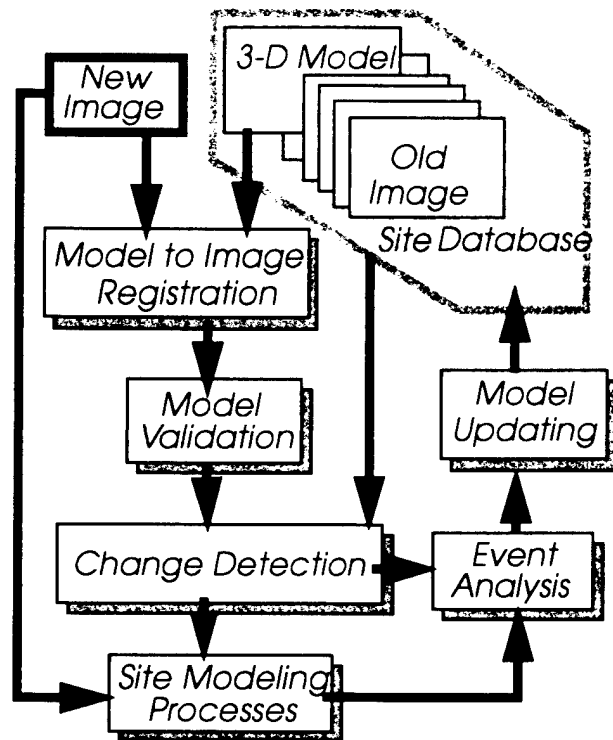 New
Image
3-D Model
Old
Image
Site Database
Model to Image
Registration
Model
Validation
Model
Updating
Change Detection
Event
Analysis
Site Modeling
Processes